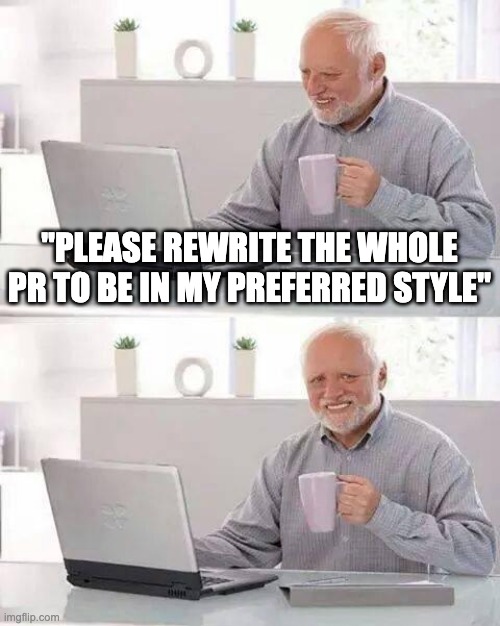 "PLEASE REWRITE THE WHOLE
PR TO BE IN MY PREFERRED STYLE"
imgflip.com